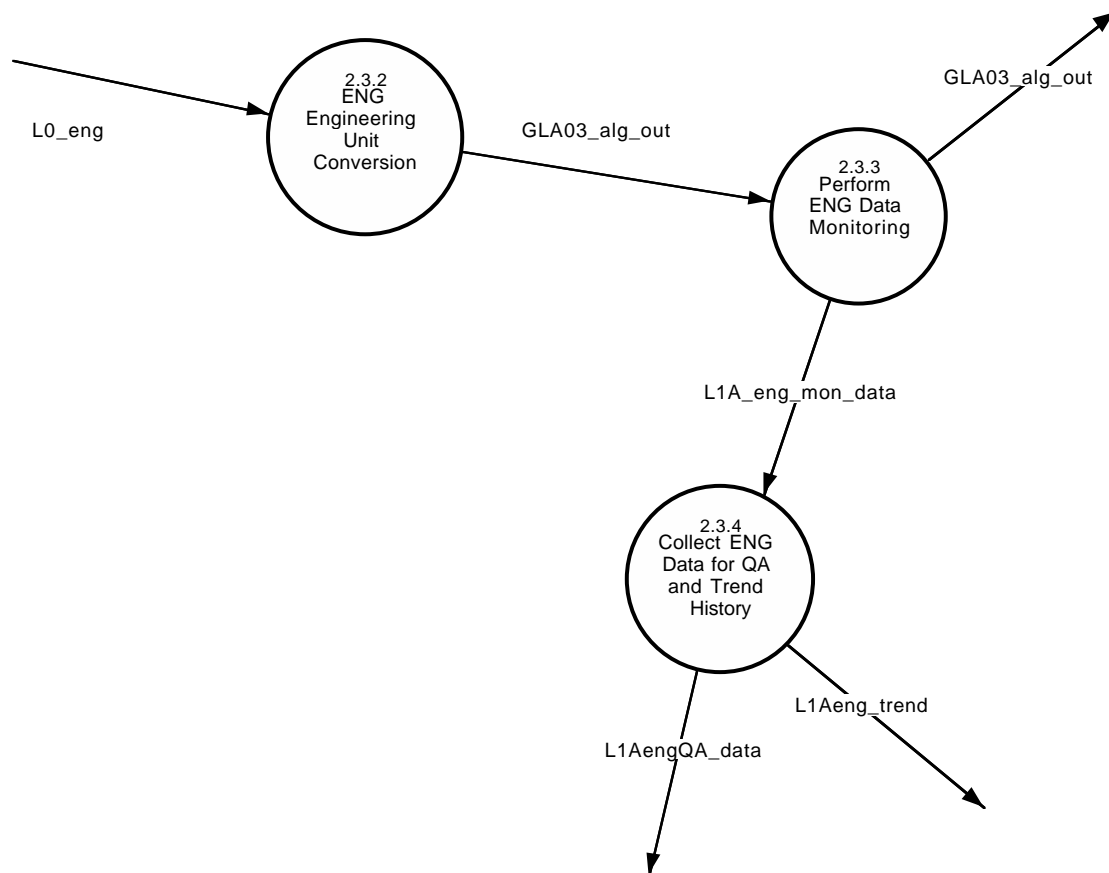 GLA03_alg_out
2.3.2
ENG
Engineering
Unit
Conversion
L0_eng
GLA03_alg_out
2.3.3
Perform
ENG Data
Monitoring
L1A_eng_mon_data
2.3.4
Collect ENG
Data for QA
and Trend
History
L1Aeng_trend
L1AengQA_data